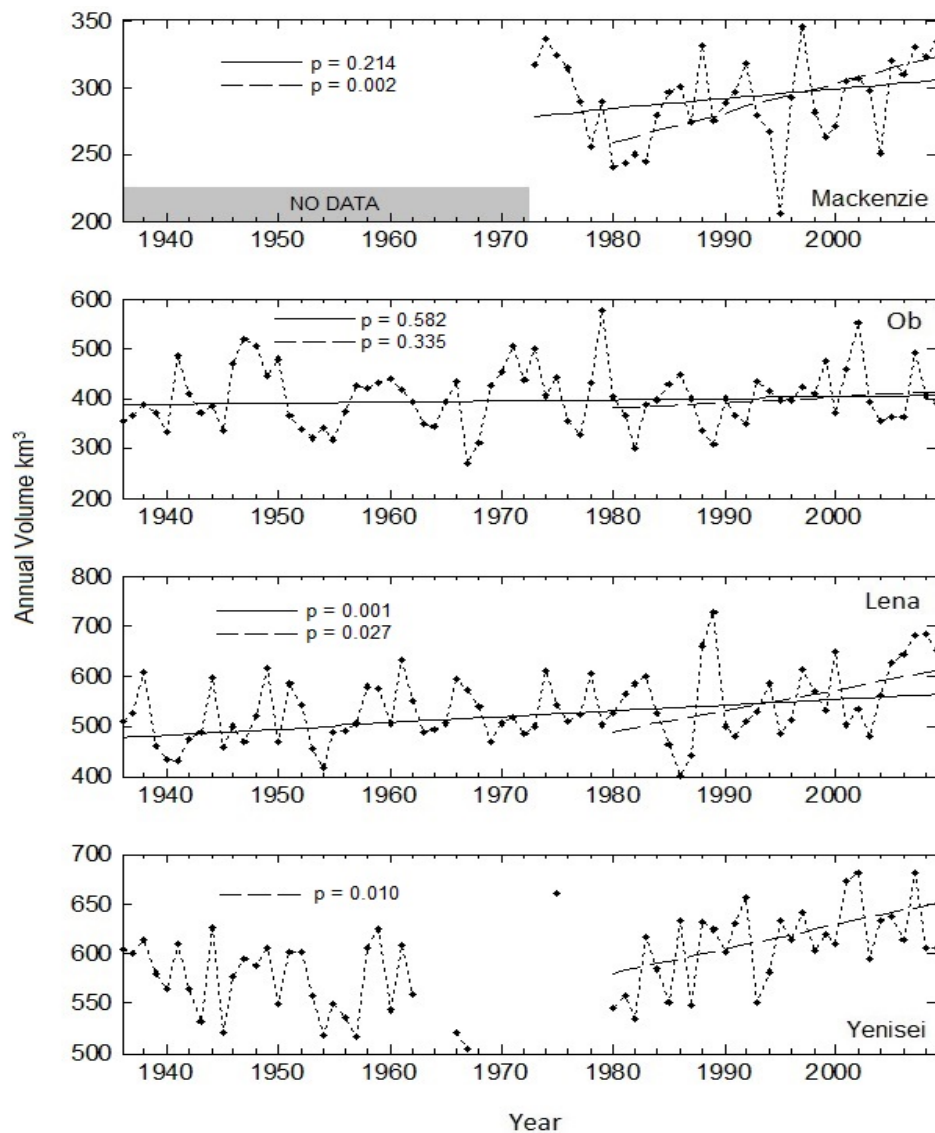 Annual Volume km³
350
300
250
200
p = 0.214
p = 0.002
NO DATA
Mackenzie
1940 1950 1960 1970 1980 1990 2000
600
500
400
300
200
p = 0.582
p = 0.335
Ob
1940 1950 1960 1970 1980 1990 2000
800
700
600
500
400
p = 0.001
p = 0.027
Lena
1940 1950 1960 1970 1980 1990 2000
700
650
600
550
500
p = 0.010
Yenisei
1940 1950 1960 1970 1980 1990 2000
Year